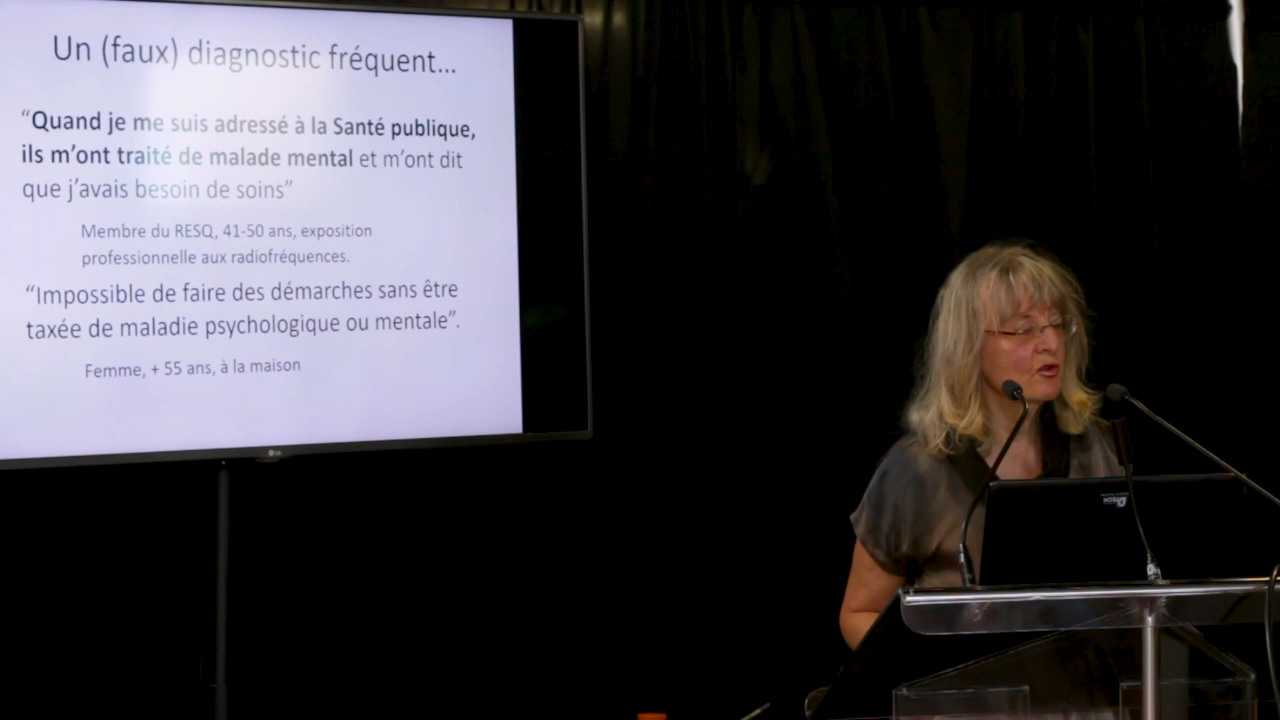 Un (faux) diagnostic fréquent...
“Quand je me suis adressé à la Santé publique,
ils m’ont traité de malade mental et m’ont dit
que j’avais besoin de soins”
Membre du RESQ, 41-50 ans, exposition
professionnelle aux radiofréquences.
“Impossible de faire des démarches sans être
taxée de maladie psychologique ou mentale”.
Femme, + 55 ans, à la maison
LG